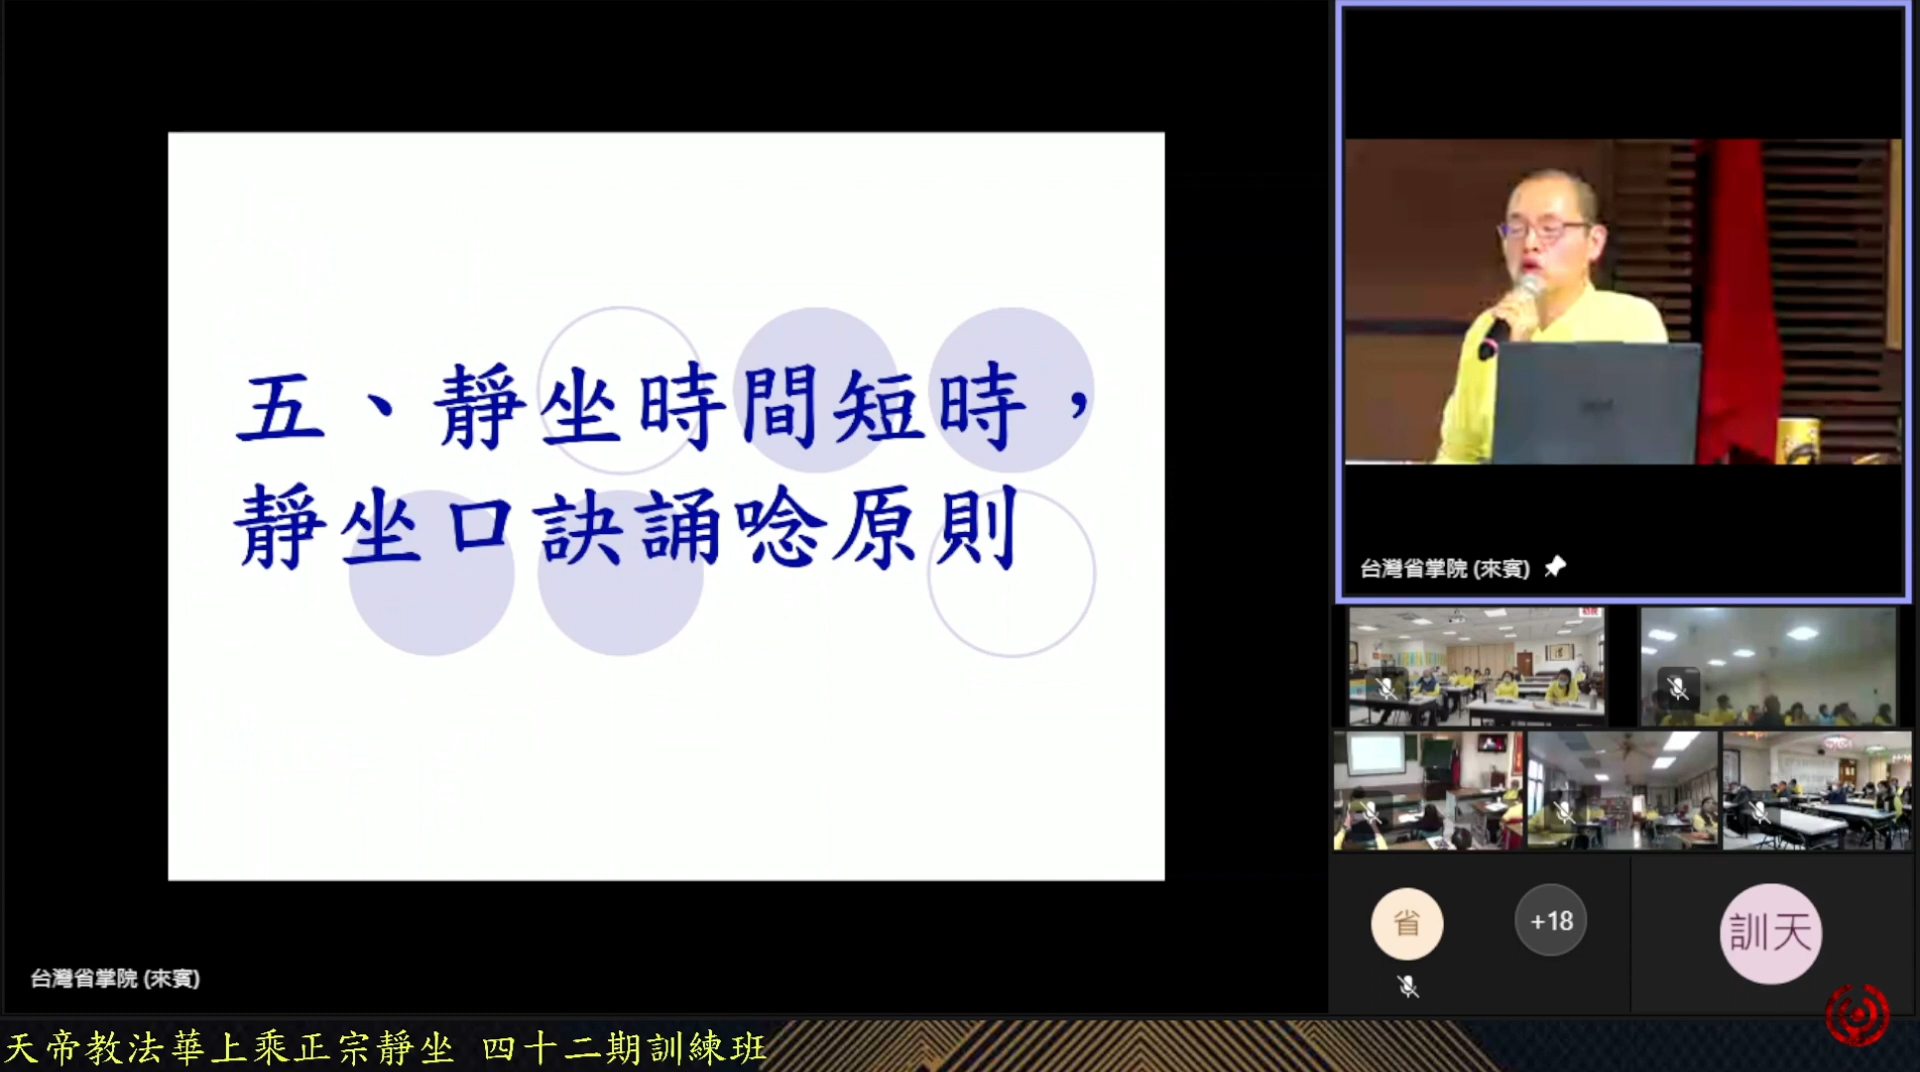 五、靜坐時間短時，
靜坐口訣誦唸原則
台灣省掌院 (來賓)
台灣省掌院 (來賓)
省
+18
訓天
天帝教法華上乘正宗靜坐 四十二期訓練班